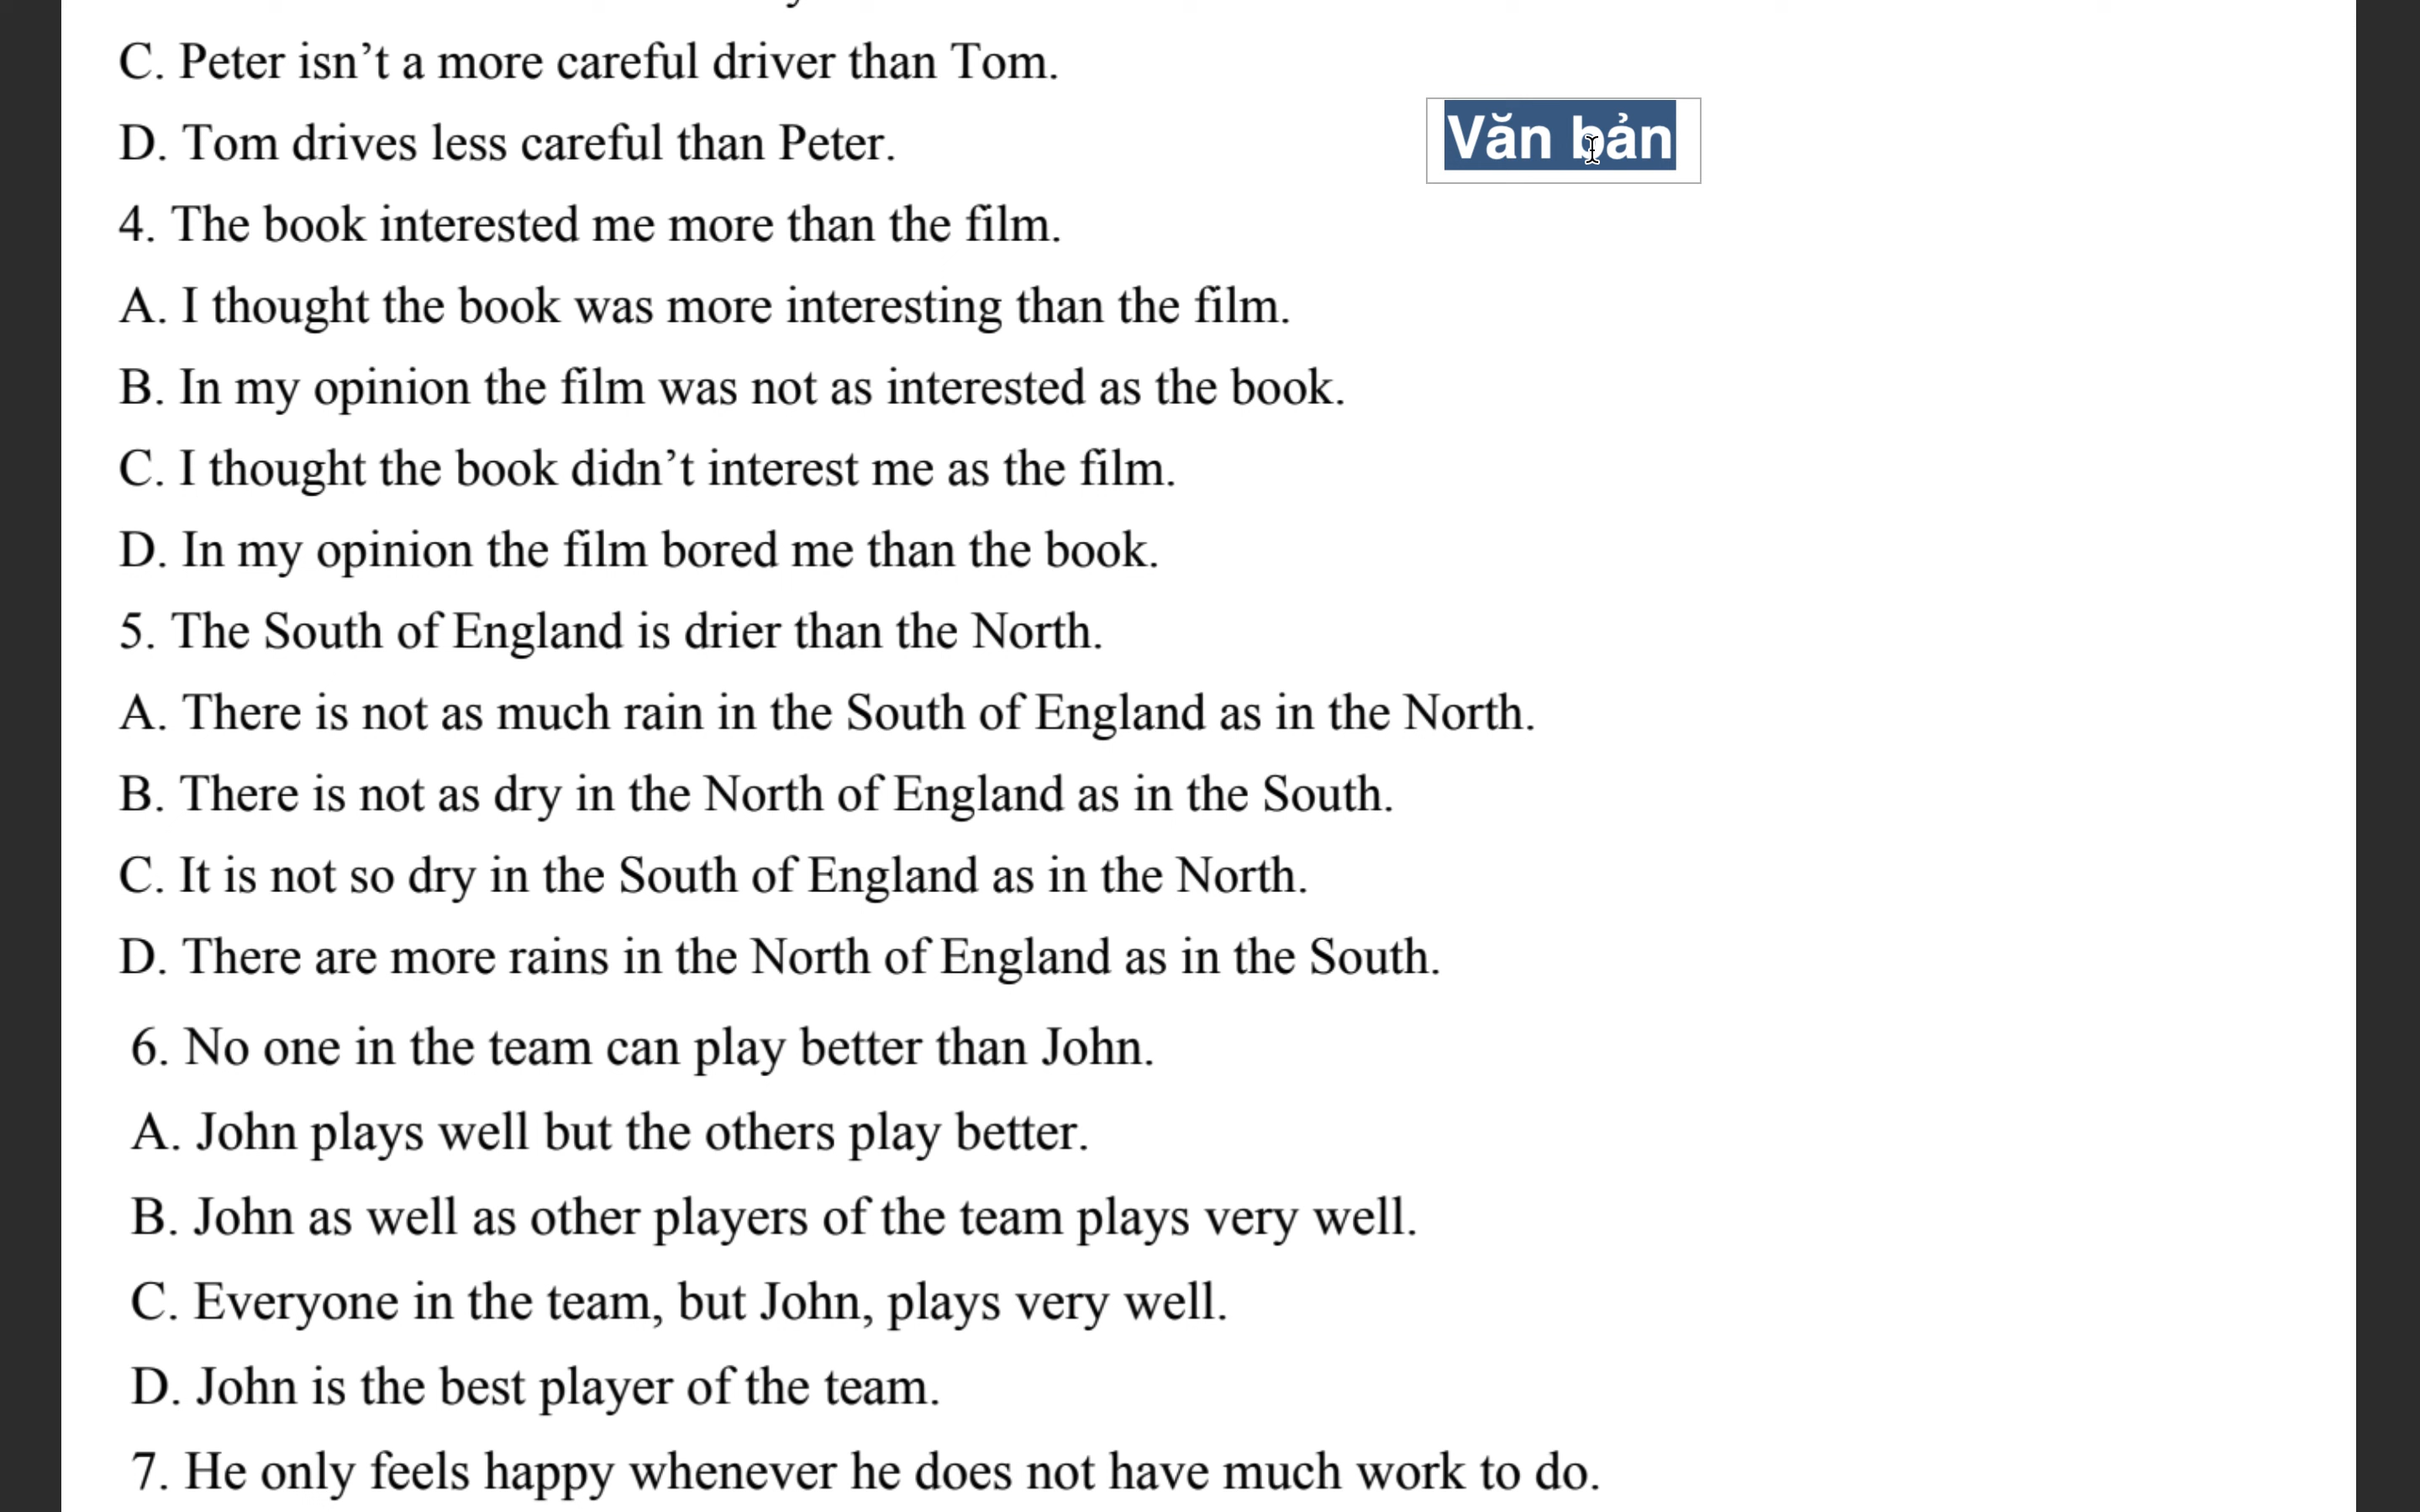 C. Peter isn’t a more careful driver than Tom.
Văn bản
D. Tom drives less careful than Peter.
4. The book interested me more than the film.
A. I thought the book was more interesting than the film.
B. In my opinion the film was not as interested as the book.
C. I thought the book didn’t interest me as the film.
D. In my opinion the film bored me than the book.
5. The South of England is drier than the North.
A. There is not as much rain in the South of England as in the North.
B. There is not as dry in the North of England as in the South.
C. It is not so dry in the South of England as in the North.
D. There are more rains in the North of England as in the South.
6. No one in the team can play better than John.
A. John plays well but the others play better.
B. John as well as other players of the team plays very well.
C. Everyone in the team, but John, plays very well.
D. John is the best player of the team.
7. He only feels happy whenever he does not have much work to do.